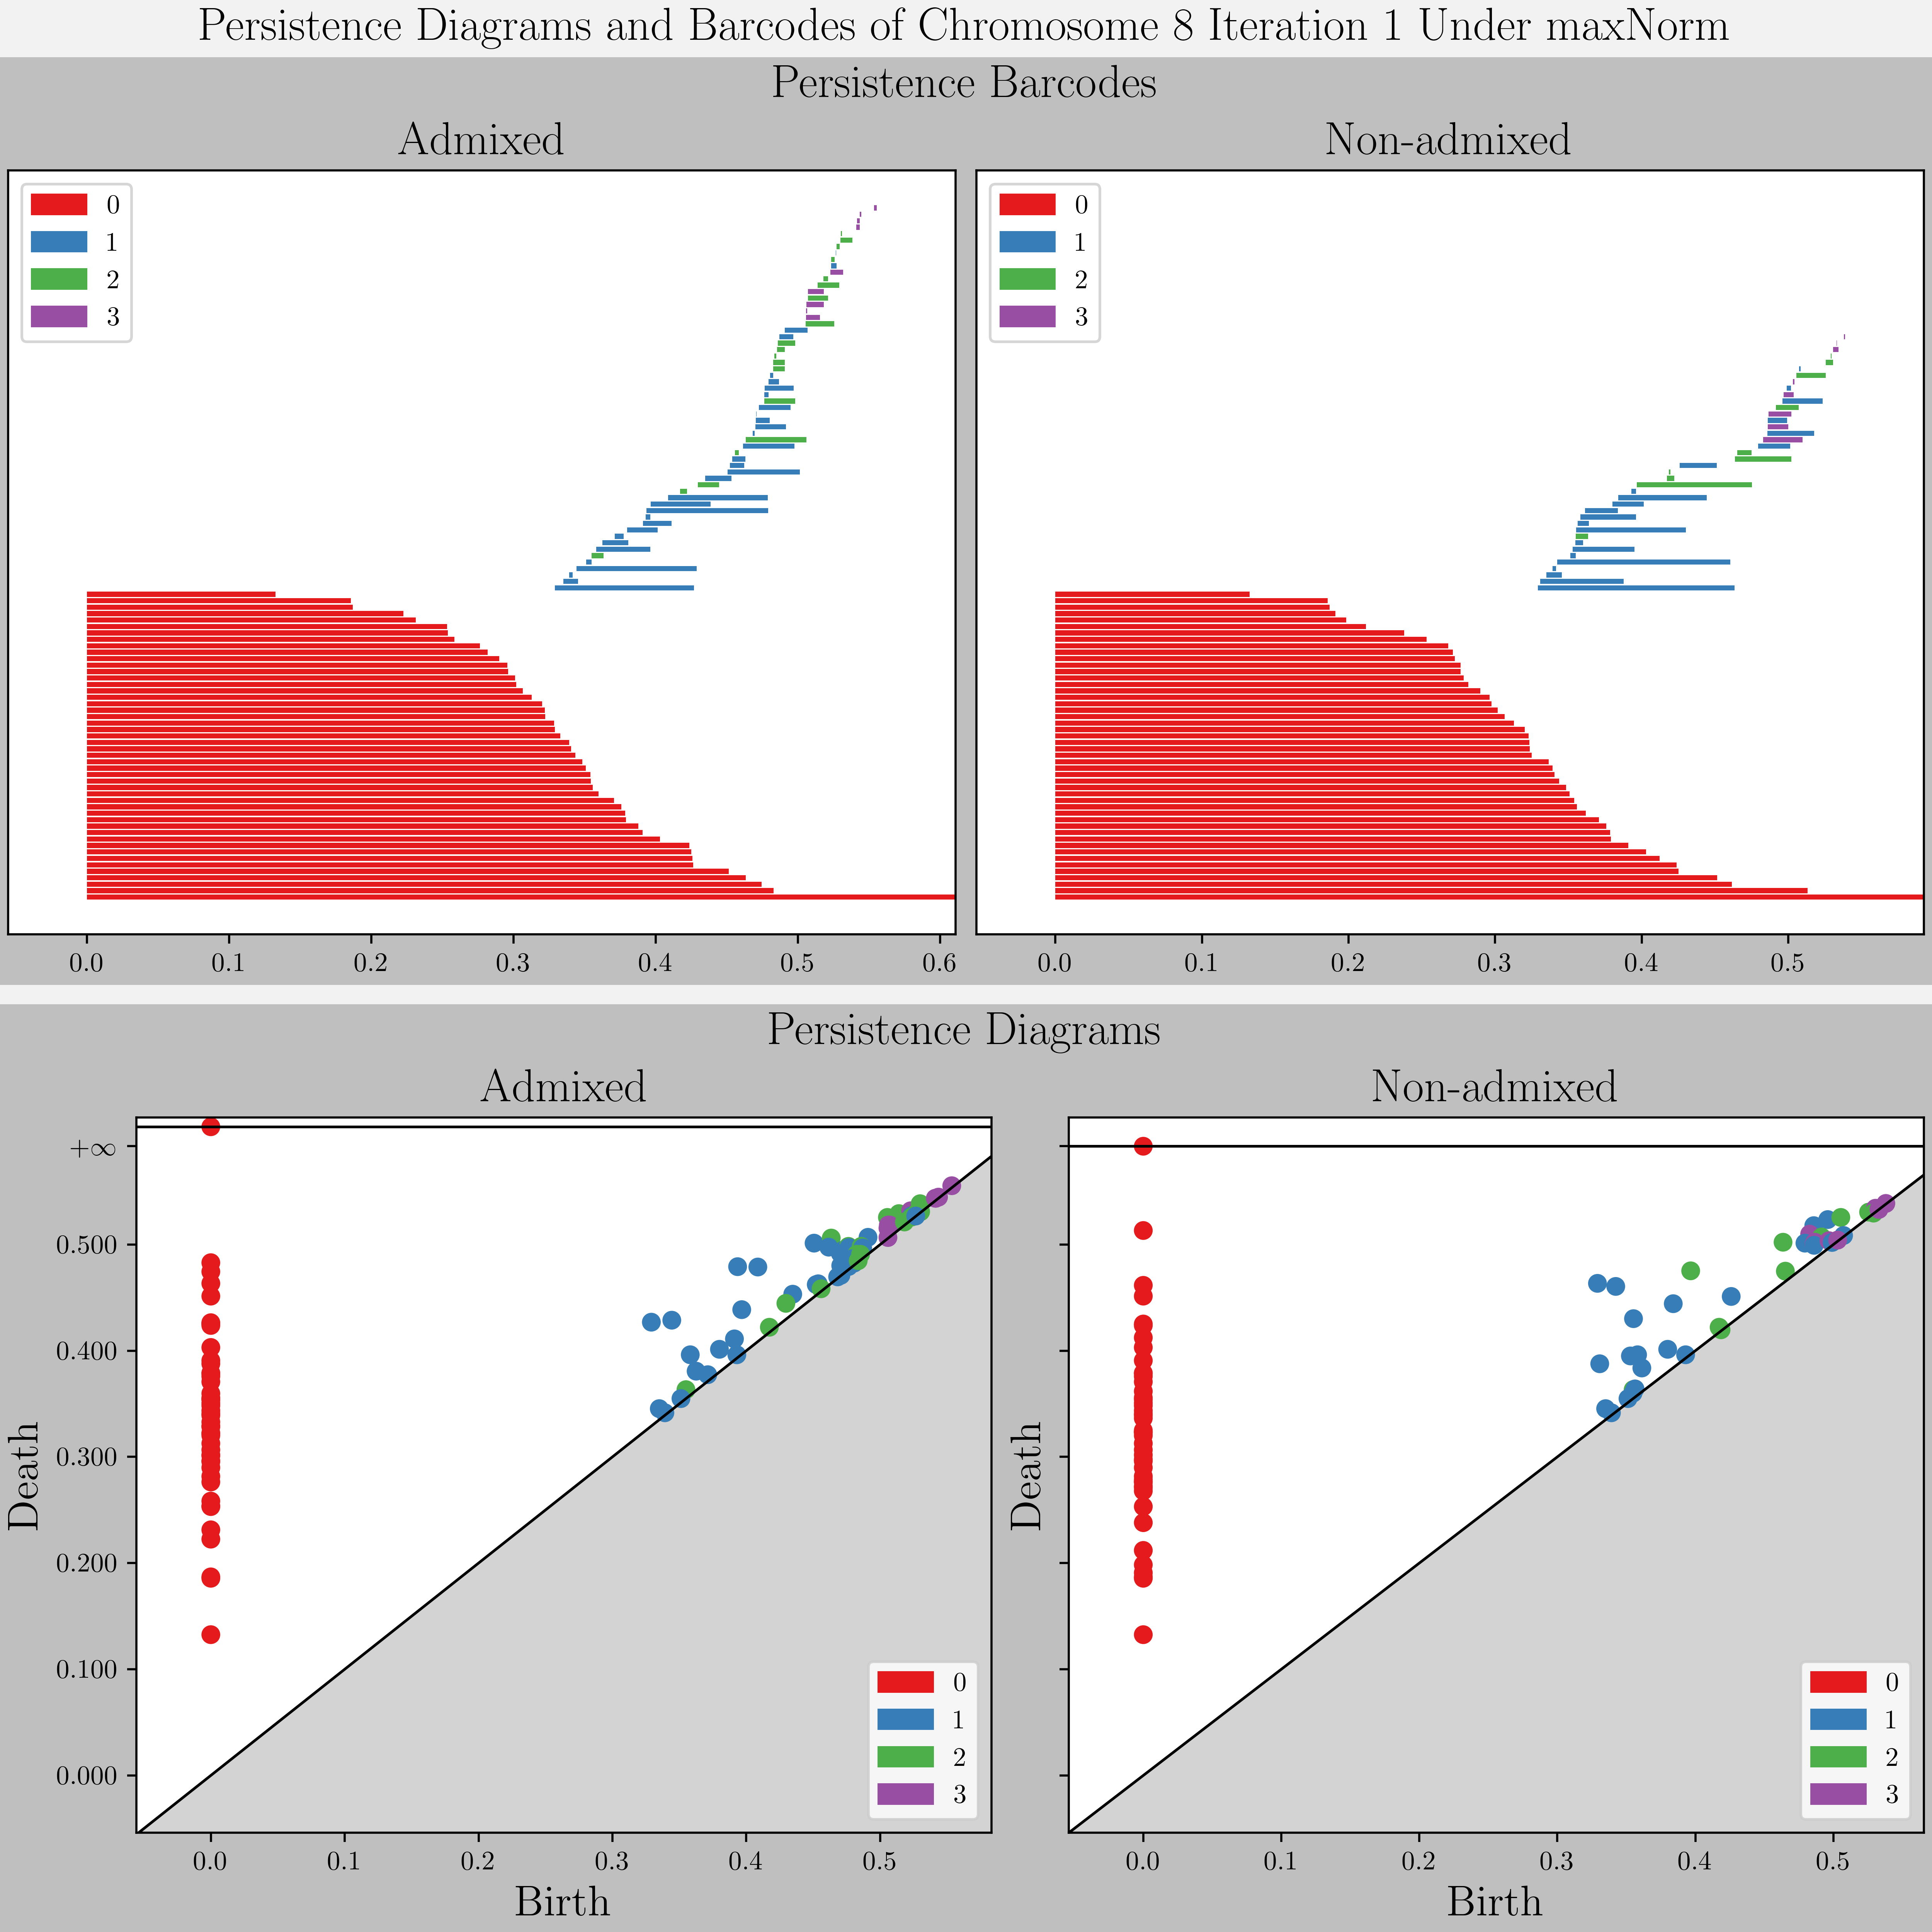 Persistence Diagrams and Barcodes of Chromosome 8 Iteration 1 Under maxNorm
Persistence Barcodes
Admixed
0
1
2
3
0.0 0.1 0.2 0.3 0.4 0.5 0.6
Non-admixed
0
1
2
3
0.0 0.1 0.2 0.3 0.4 0.5
Persistence Diagrams
Admixed
+∞
0.500
0.400
0.300
0.200
0.100
0.000
Death
0
1
2
3
0.0 0.1 0.2 0.3 0.4 0.5
Birth
Non-admixed
Death
0
1
2
3
0.0 0.1 0.2 0.3 0.4 0.5
Birth